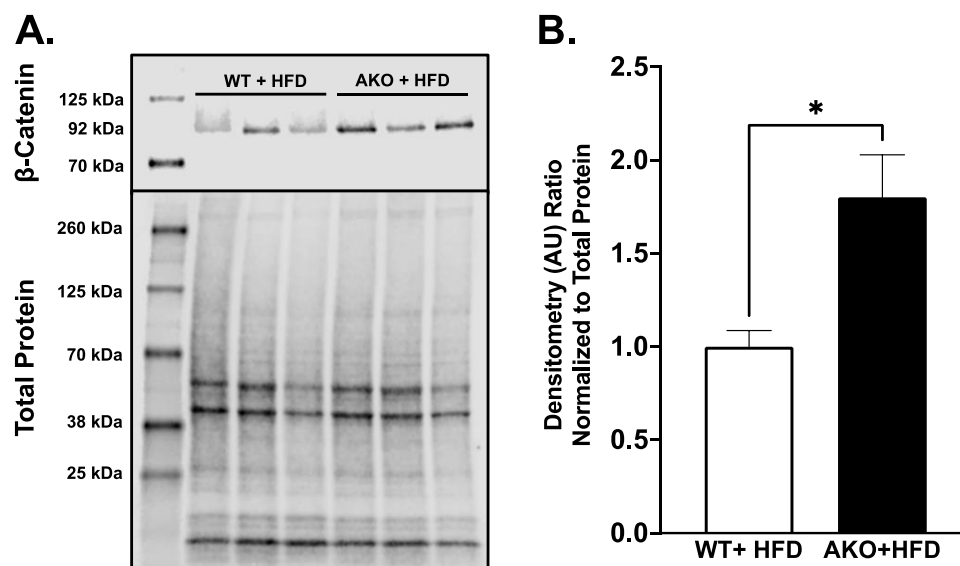 A.
β-Catenin
WT + HFD
AKO + HFD
125 kDa
92 kDa
70 kDa
Total Protein
260 kDa
125 kDa
70 kDa
38 kDa
25 kDa
B.
Densitometry (AU) Ratio
Normalized to Total Protein
2.5
2.0
1.5
1.0
0.5
0.0
*
WT+ HFD
AKO+HFD